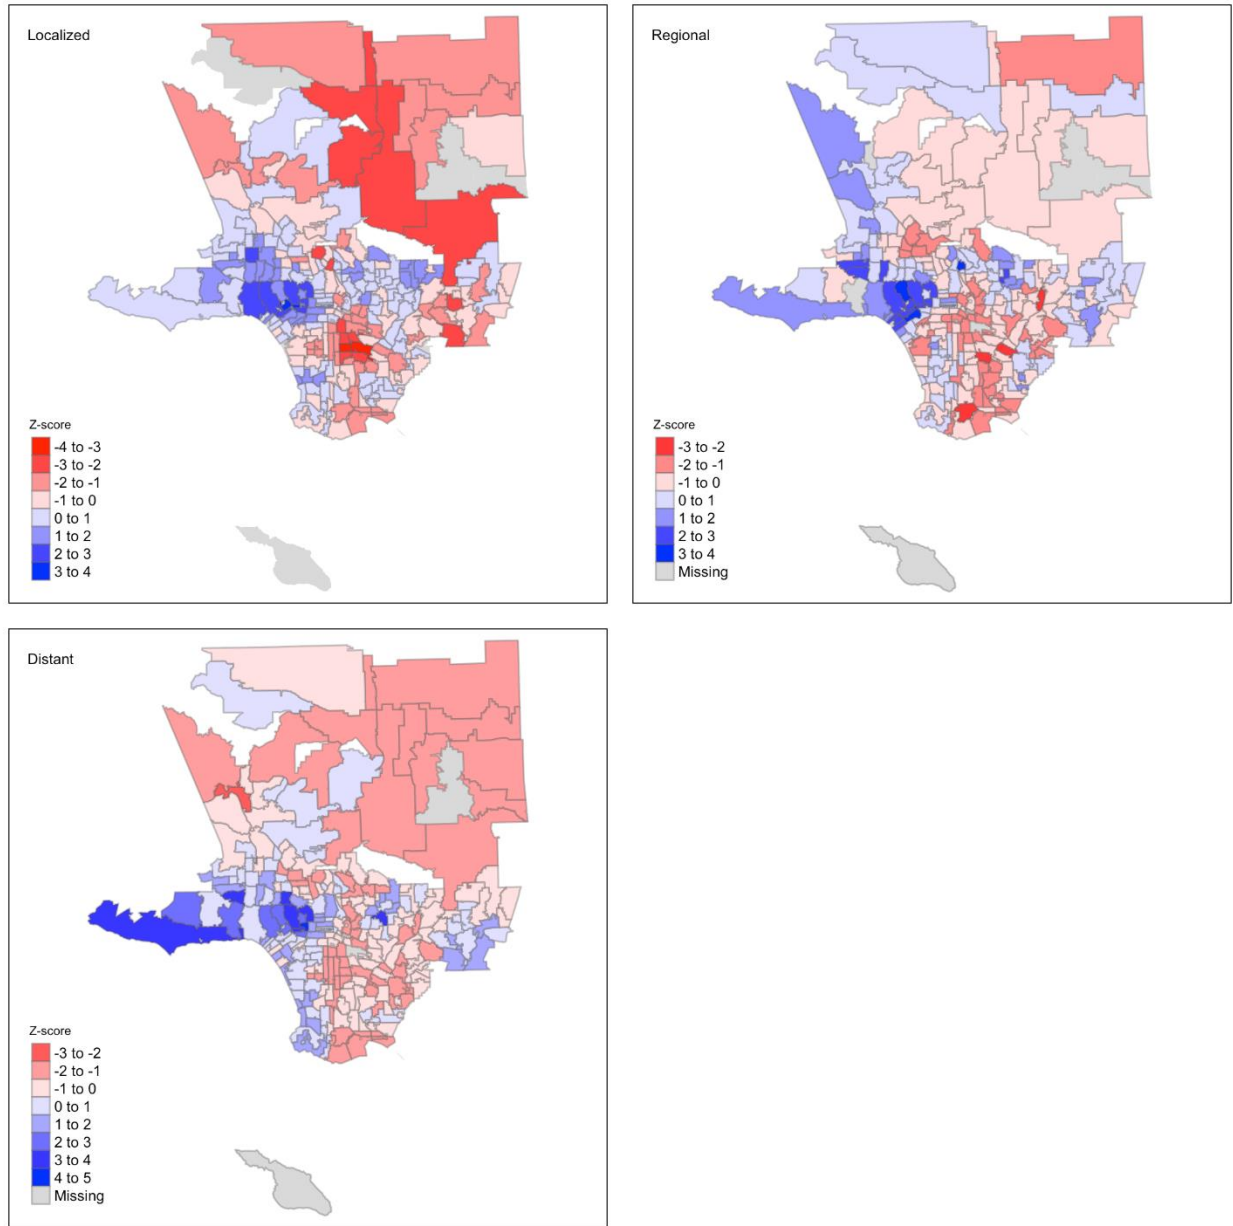 Localized
Z-score
-4 to -3
-3 to -2
-2 to -1
-1 to 0
0 to 1
1 to 2
2 to 3
3 to 4
Regional
Z-score
-3 to -2
-2 to -1
-1 to 0
0 to 1
1 to 2
2 to 3
3 to 4
Missing
Distant
Z-score
-3 to -2
-2 to -1
-1 to 0
0 to 1
1 to 2
2 to 3
3 to 4
4 to 5
Missing